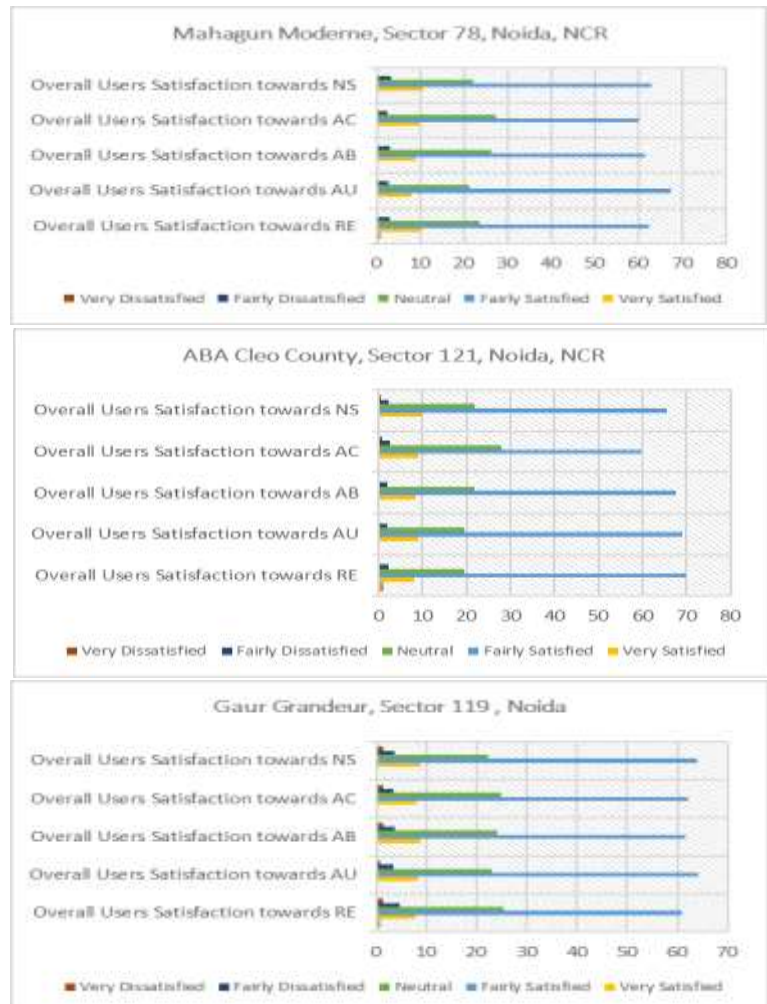 Mahagun Moderne, Sector 78, Noida, NCR
Overall Users Satisfaction towards NS
Overall Users Satisfaction towards AC
Overall Users Satisfaction towards AB
Overall Users Satisfaction towards AU
Overall Users Satisfaction towards RE
0 10 20 30 40 50 60 70 80
Very Dissatisfied Fairly Dissatisfied Neutral Fairly Satisfied Very Satisfied
ABA Cleo County, Sector 121, Noida, NCR
Overall Users Satisfaction towards NS
Overall Users Satisfaction towards AC
Overall Users Satisfaction towards AB
Overall Users Satisfaction towards AU
Overall Users Satisfaction towards RE
0 10 20 30 40 50 60 70 80
Very Dissatisfied Fairly Dissatisfied Neutral Fairly Satisfied Very Satisfied
Gaur Grandeur, Sector 119 , Noida
Overall Users Satisfaction towards NS
Overall Users Satisfaction towards AC
Overall Users Satisfaction towards AB
Overall Users Satisfaction towards AU
Overall Users Satisfaction towards RE
0 10 20 30 40 50 60 70
Very Dissatisfied Fairly Dissatisfied Neutral Fairly Satisfied Very Satisfied